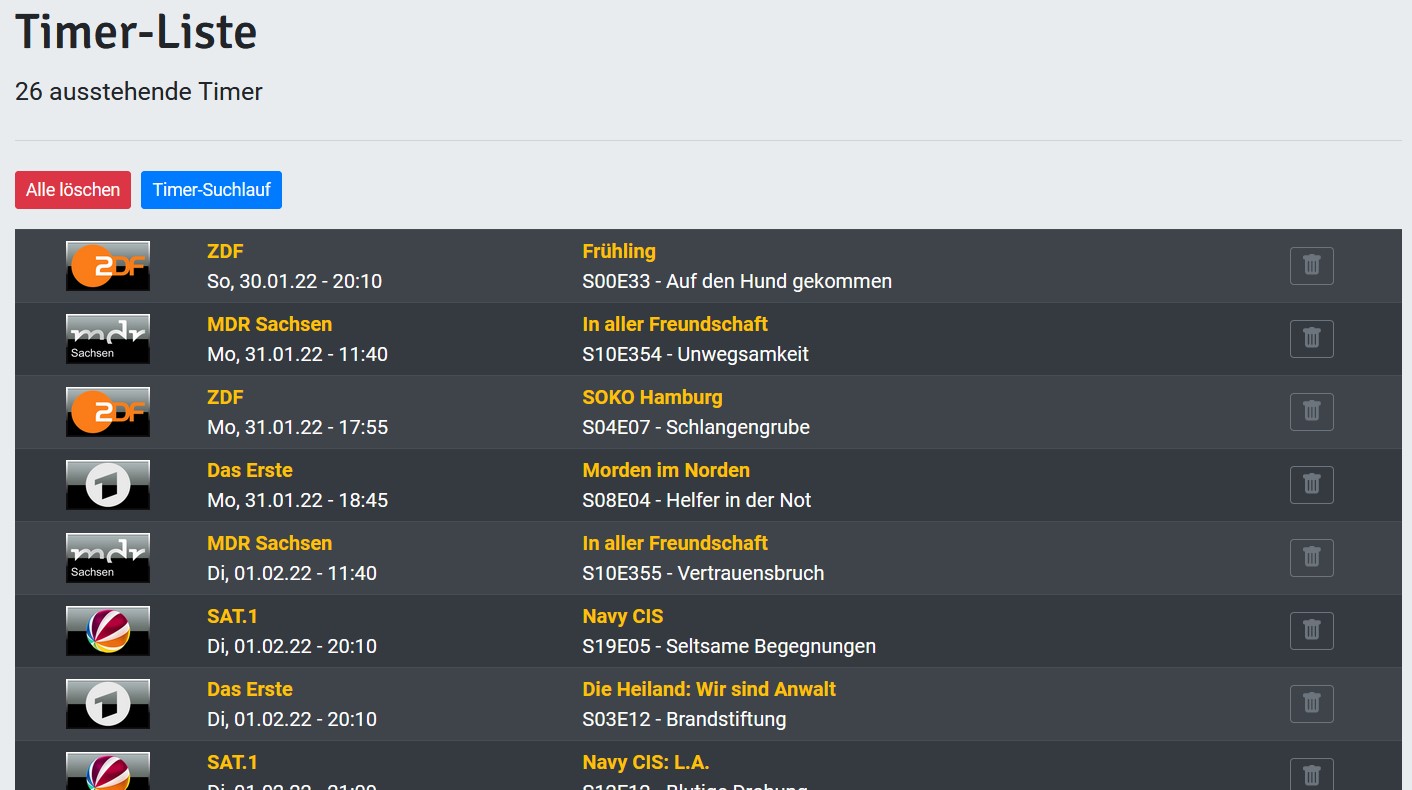 Timer-Liste
26 ausstehende Timer
Alle löschen Timer-Suchlauf
ZDF ZDF Frühling
So, 30.01.22 - 20:10 S00E33 - Auf den Hund gekommen
mdr MDR Sachsen In aller Freundschaft
Sachsen Mo, 31.01.22 - 11:40 S10E354 - Unwegsamkeit
ZDF ZDF SOKO Hamburg
Mo, 31.01.22 - 17:55 S04E07 - Schlangengrube
1 Das Erste Morden im Norden
Mo, 31.01.22 - 18:45 S08E04 - Helfer in der Not
mdr MDR Sachsen In aller Freundschaft
Sachsen Di, 01.02.22 - 11:40 S10E355 - Vertrauensbruch
SAT.1 Navy CIS
Di, 01.02.22 - 20:10 S19E05 - Seltsame Begegnungen
1 Das Erste Die Heiland: Wir sind Anwalt
Di, 01.02.22 - 20:10 S03E12 - Brandstiftung
SAT.1 Navy CIS: L.A.